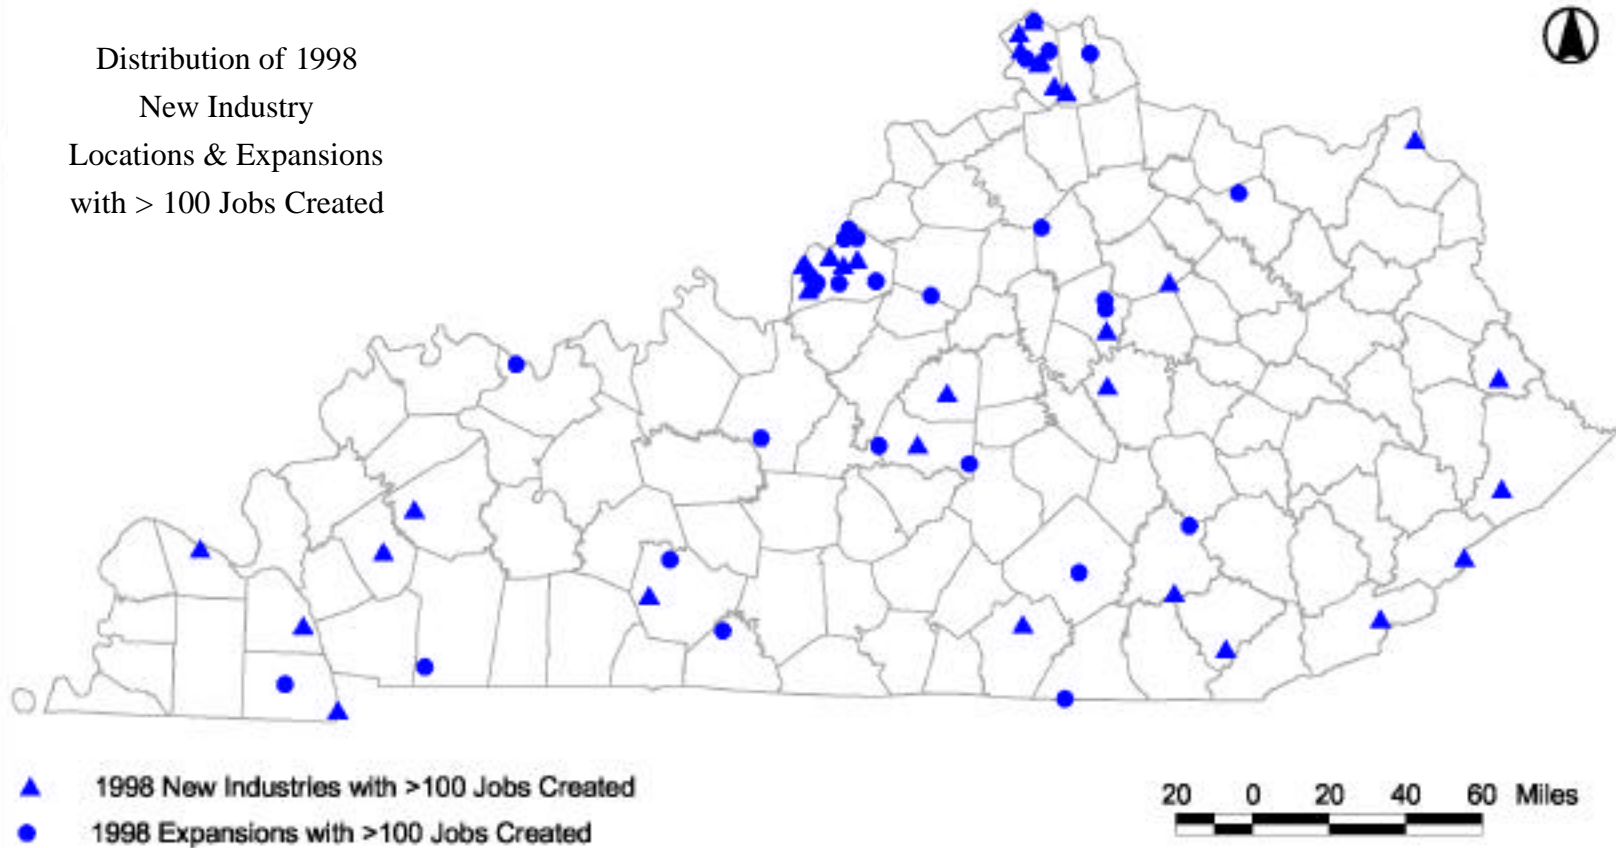 Distribution of 1998
New Industry
Locations & Expansions
with > 100 Jobs Created
1998 New Industries with >100 Jobs Created
1998 Expansions with >100 Jobs Created
20 0 20 40 60 Miles